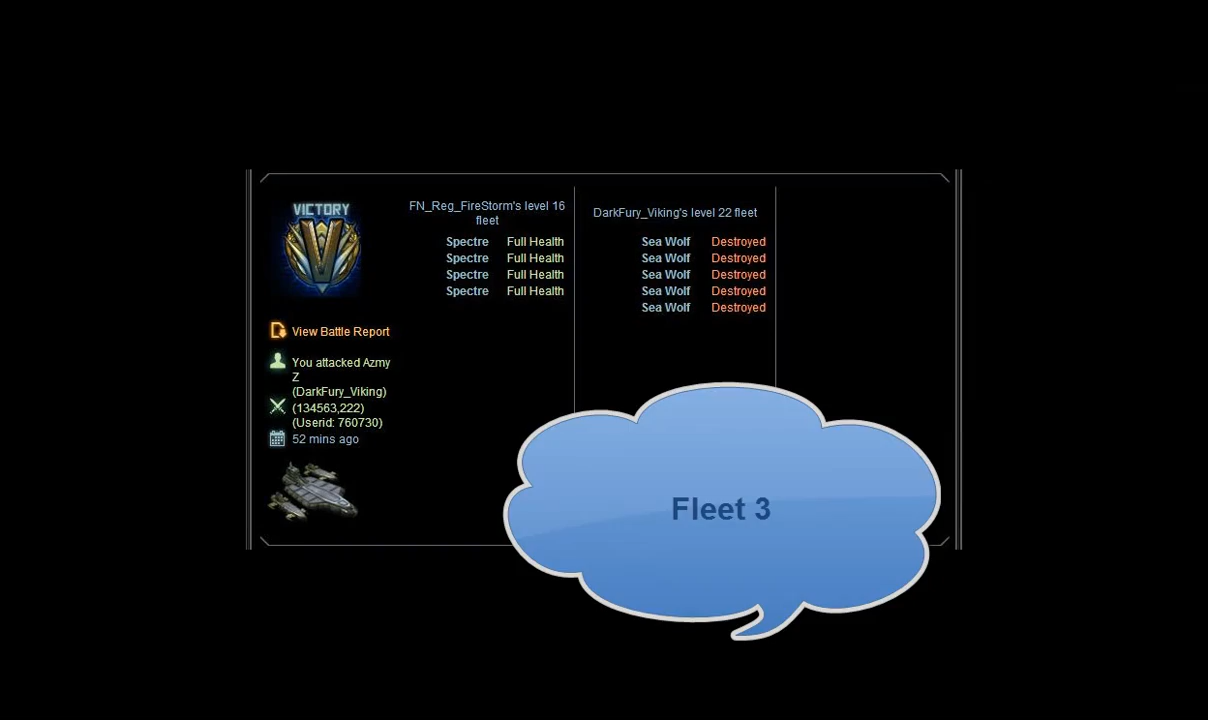 VICTORY
View Battle Report
You attacked Azmy
Z
(DarkFury_Viking)
(134563,222)
(Userid: 760730)
52 mins ago
FN_Reg_FireStorm's level 16
fleet
Spectre Full Health
Spectre Full Health
Spectre Full Health
Spectre Full Health
DarkFury_Viking's level 22 fleet
Sea Wolf Destroyed
Sea Wolf Destroyed
Sea Wolf Destroyed
Sea Wolf Destroyed
Sea Wolf Destroyed
Fleet 3